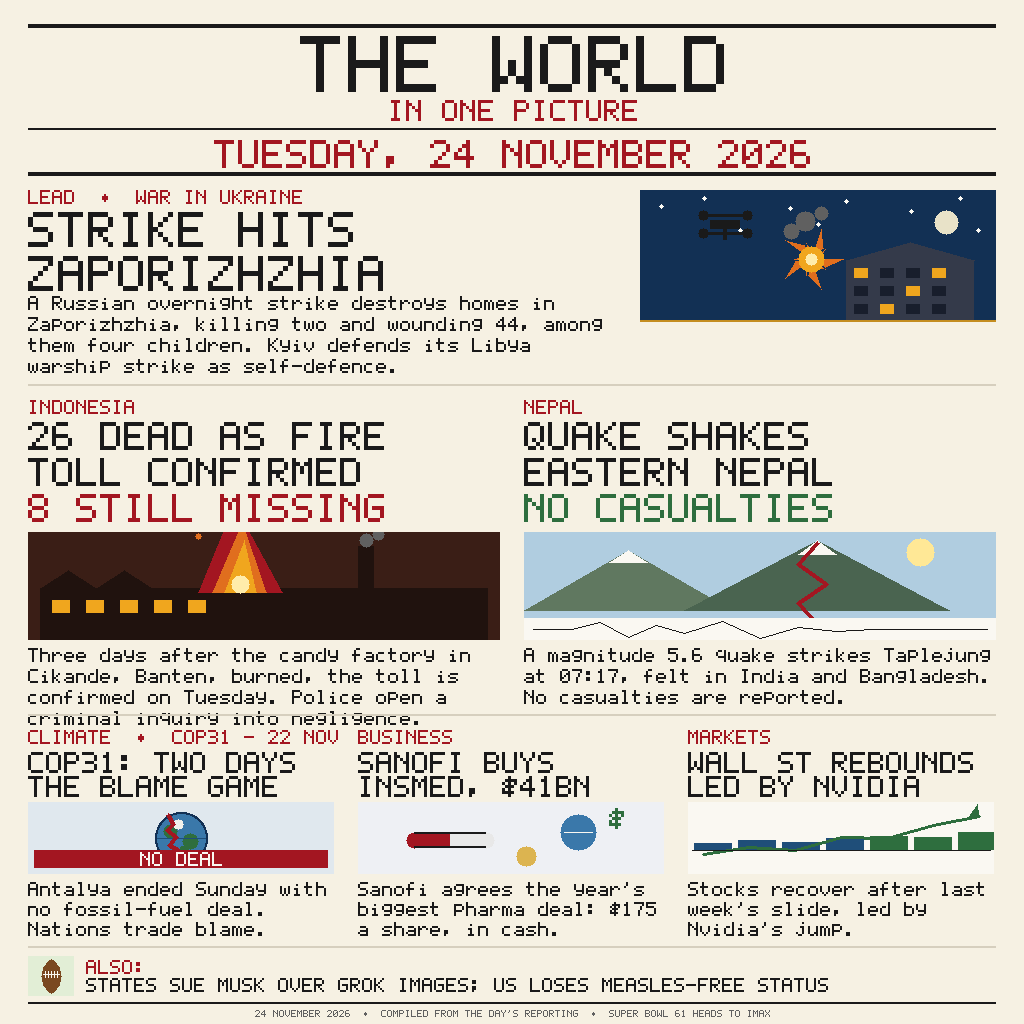 THE WORLD
IN ONE PICTURE
TUESDAY, 24 NOVEMBER 2026
LEAD ♦ WAR IN UKRAINE
STRIKE HITS
ZAPORIZHZHIA
A Russian overnight strike destroys homes in
Zaporizhzhia, killing two and wounding 44, among
them four children. Kyiv defends its Libya
warship strike as self-defence.
INDONESIA
26 DEAD AS FIRE
TOLL CONFIRMED
8 STILL MISSING
Three days after the candy factory in
Cikande, Banten, burned, the toll is
confirmed on Tuesday. Police open a
criminal inquiry into negligence.
NEPAL
QUAKE SHAKES
EASTERN NEPAL
NO CASUALTIES
A magnitude 5.6 quake strikes Taplejung
at 07:17, felt in India and Bangladesh.
No casualties are reported.
CLIMATE ♦ COP31 - 22 NOV
COP31: TWO DAYS
THE BLAME GAME
NO DEAL
Antalya ended Sunday with
no fossil-fuel deal.
Nations trade blame.
BUSINESS
SANOFI BUYS
INSMED, $41BN
$
Sanofi agrees the year's
biggest pharma deal: $175
a share, in cash.
MARKETS
WALL ST REBOUNDS
LED BY NVIDIA
Stocks recover after last
week's slide, led by
Nvidia's jump.
ALSO:
STATES SUE MUSK OVER GROK IMAGES; US LOSES MEASLES-FREE STATUS
24 NOVEMBER 2026 ♦ COMPILED FROM THE DAY'S REPORTING ♦ SUPER BOWL 61 HEADS TO IMAX